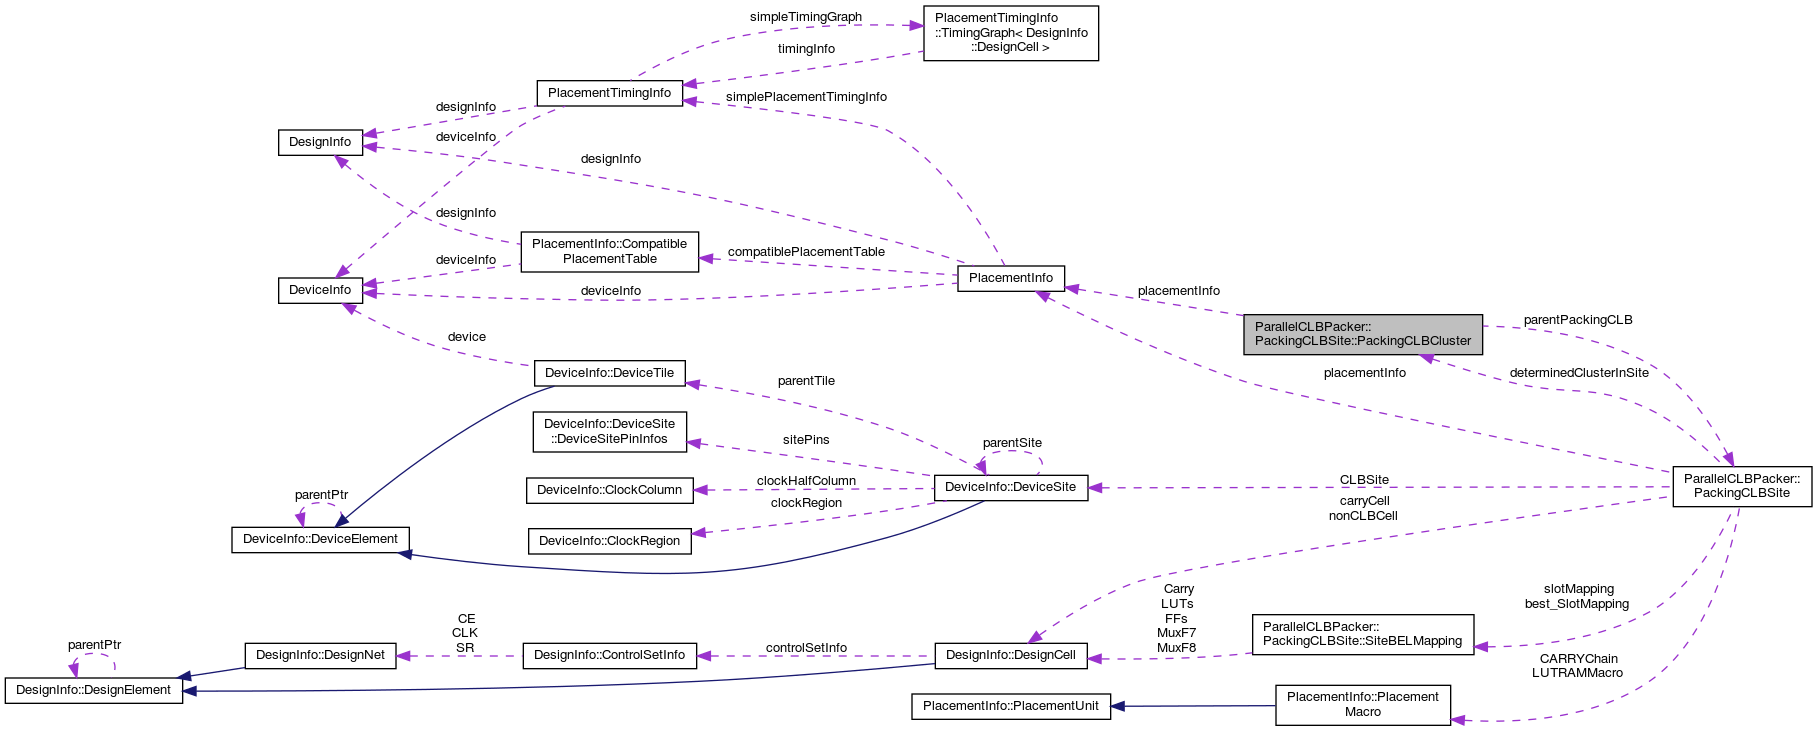 simpleTimingGraph
PlacementTimingInfo
::TimingGraph< DesignInfo
::DesignCell >
timingInfo
PlacementTimingInfo
simplePlacementTimingInfo
designInfo
deviceInfo
DesignInfo
designInfo
designInfo
PlacementInfo::Compatible
PlacementTable
compatiblePlacementTable
deviceInfo
DeviceInfo
deviceInfo
PlacementInfo
placementInfo
ParallelCLBPacker::
PackingCLBSite::PackingCLBCluster
parentPackingCLB
device
DeviceInfo::DeviceTile
parentTile
placementInfo
determinedClusterInSite
DeviceInfo::DeviceSite
::DeviceSitePinInfos
sitePins
parentSite
DeviceInfo::ClockColumn
clockHalfColumn
clockRegion
DeviceInfo::DeviceSite
CLBSite
carryCell
nonCLBCell
ParallelCLBPacker::
PackingCLBSite
parentPtr
DeviceInfo::DeviceElement
DeviceInfo::ClockRegion
Carry
LUTs
FFs
MuxF7
MuxF8
slotMapping
best_SlotMapping
CE
CLK
SR
ParallelCLBPacker::
PackingCLBSite::SiteBELMapping
parentPtr
DesignInfo::DesignNet
DesignInfo::ControlSetInfo
controlSetInfo
DesignInfo::DesignCell
CARRYChain
LUTRAMMacro
DesignInfo::DesignElement
PlacementInfo::PlacementUnit
PlacementInfo::Placement
Macro